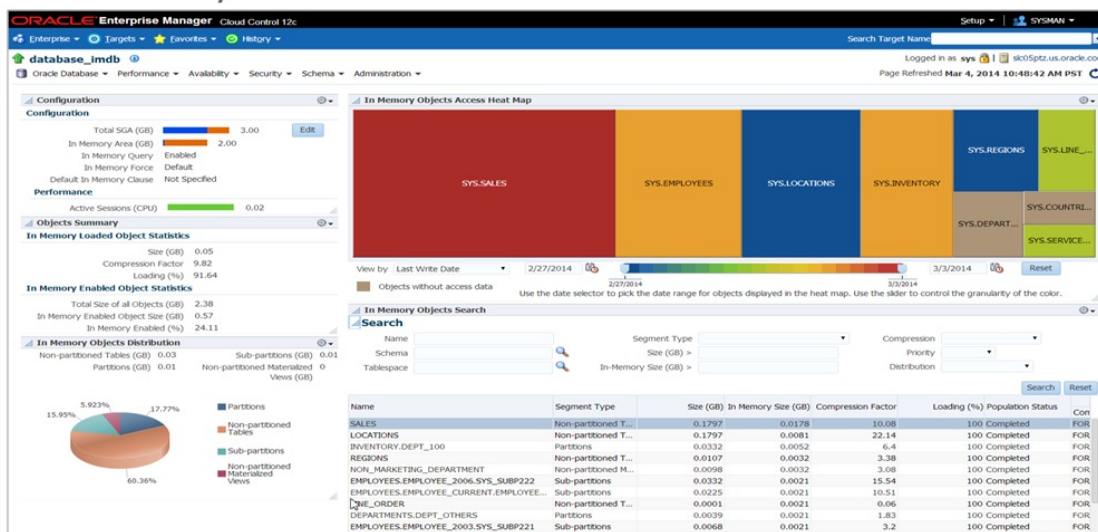 ORACLE Enterprise Manager Cloud Control 12c
Setup SYSMAN
Enterprise Targets Favorites History
Search Target Name
database_imdb
Logged in as sys slc05ptz.us.oracle.co
Oracle Database Performance Availability Security Schema Administration
Page Refreshed Mar 4, 2014 10:48:42 AM PST
Configuration
Configuration
Total SGA (GB) 3.00 Edit
In Memory Area (GB) 2.00
In Memory Query Enabled
In Memory Force Default
Default In Memory Clause Not Specified
Performance
Active Sessions (CPU) 0.02
Objects Summary
In Memory Loaded Object Statistics
Size (GB) 0.05
Compression Factor 9.82
Loading (%) 91.64
In Memory Enabled Object Statistics
Total Size of all Objects (GB) 2.38
In Memory Enabled Object Size (GB) 0.57
In Memory Enabled (%) 24.11
In Memory Objects Distribution
Non-partitioned Tables (GB) 0.03 Sub-partitions (GB) 0.01
Partitions (GB) 0.01 Non-partitioned Materialized Views (GB) 0
5.923%
15.95%
17.77%
60.36%
Partitions
Non-partitioned Tables
Sub-partitions
Non-partitioned Materialized Views
In Memory Objects Access Heat Map
SYS.SALES
SYS.EMPLOYEES
SYS.LOCATIONS
SYS.INVENTORY
SYS.REGIONS
SYS.LINE_...
SYS.DEPART...
SYS.COUNTRI...
SYS.SERVICE...
View by Last Write Date 2/27/2014 3/3/2014 Reset
2/27/2014 3/3/2014
Objects without access data
Use the date selector to pick the date range for objects displayed in the heat map. Use the slider to control the granularity of the color.
In Memory Objects Search
Search
Name Segment Type Compression
Schema Size (GB) > Priority
Tablespace In-Memory Size (GB) > Distribution
Search Reset
Name Segment Type Size (GB) In Memory Size (GB) Compression Factor Loading (%) Population Status Con
SALES Non-partitioned T... 0.1797 0.0178 10.08 100 Completed FOR
LOCATIONS Non-partitioned T... 0.1797 0.0081 22.14 100 Completed FOR
INVENTORY.DEPT_100 Partitions 0.0332 0.0052 6.4 100 Completed FOR
REGIONS Non-partitioned T... 0.0107 0.0032 3.38 100 Completed FOR
NON_MARKETING_DEPARTMENT Non-partitioned M... 0.0098 0.0032 3.08 100 Completed FOR
EMPLOYEES.EMPLOYEE_2006.SYS_SUBP222 Sub-partitions 0.0332 0.0021 15.54 100 Completed FOR
EMPLOYEES.EMPLOYEE_CURRENT.EMPLOYEE... Sub-partitions 0.0225 0.0021 10.51 100 Completed FOR
NE_ORDER Non-partitioned T... 0.0001 0.0021 0.06 100 Completed FOR
DEPARTMENTS.DEPT_OTHERS Partitions 0.0039 0.0021 1.83 100 Completed FOR
EMPLOYEES.EMPLOYEE_2003.SYS_SUBP221 Sub-partitions 0.0068 0.0021 3.2 100 Completed FOR